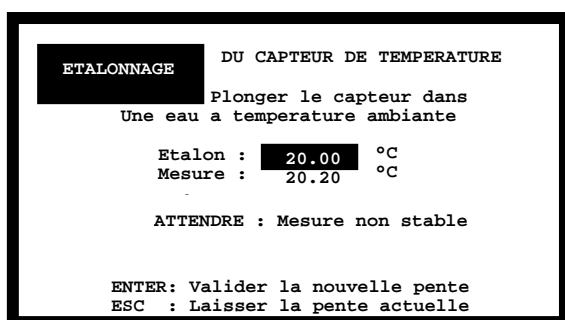 ETALONNAGE DU CAPTEUR DE TEMPERATURE
Plonger le capteur dans
Une eau a temperature ambiante
Etalon : 20.00 °C
Mesure : 20.20 °C
ATTENDRE : Mesure non stable
ENTER: Valider la nouvelle pente
ESC : Laisser la pente actuelle